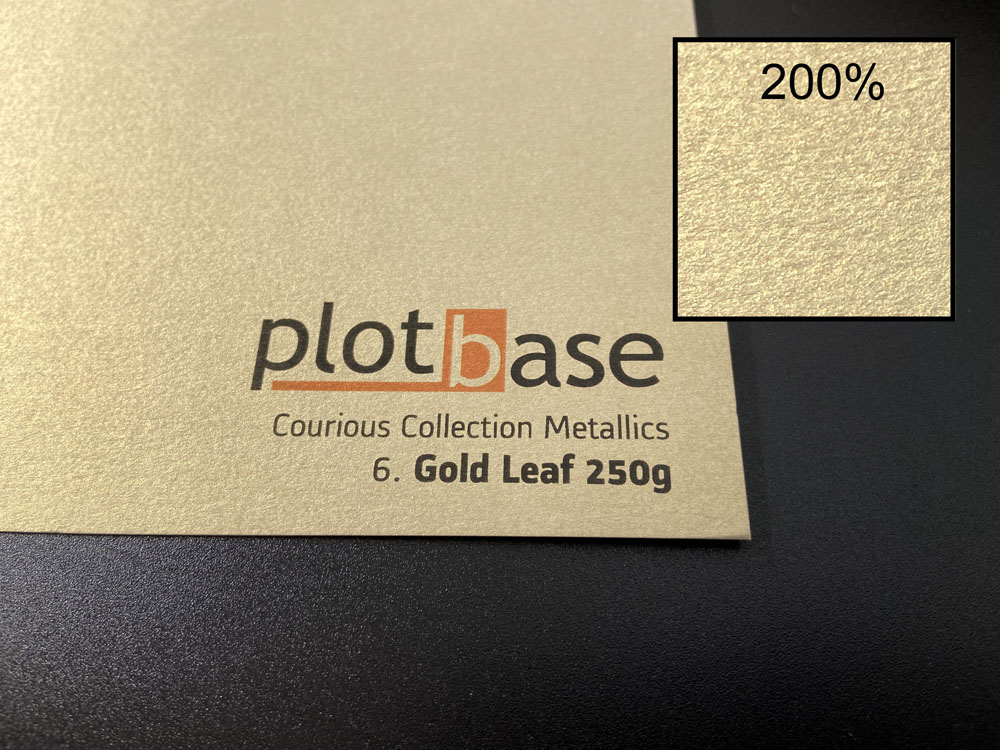 200%
plotbase
Courious Collection Metallics
6. Gold Leaf 250g